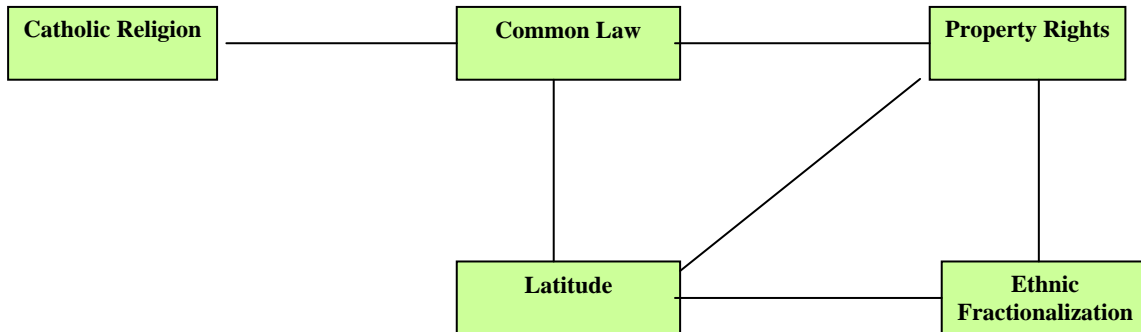 Catholic Religion
Common Law
Property Rights
Latitude
Ethnic
Fractionalization